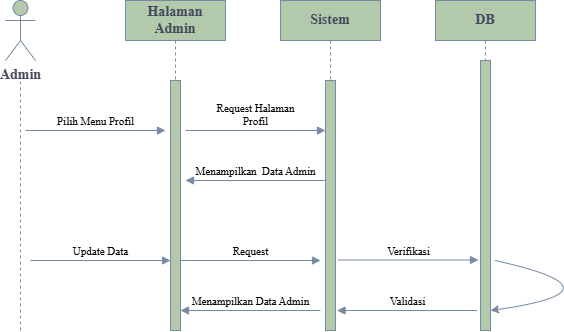 Halaman
Admin
Sistem
DB
Admin
Pilih Menu Profil
Request Halaman
Profil
Menampilkan  Data Admin
Update Data
Request
Verifikasi
Menampilkan Data Admin
Validasi